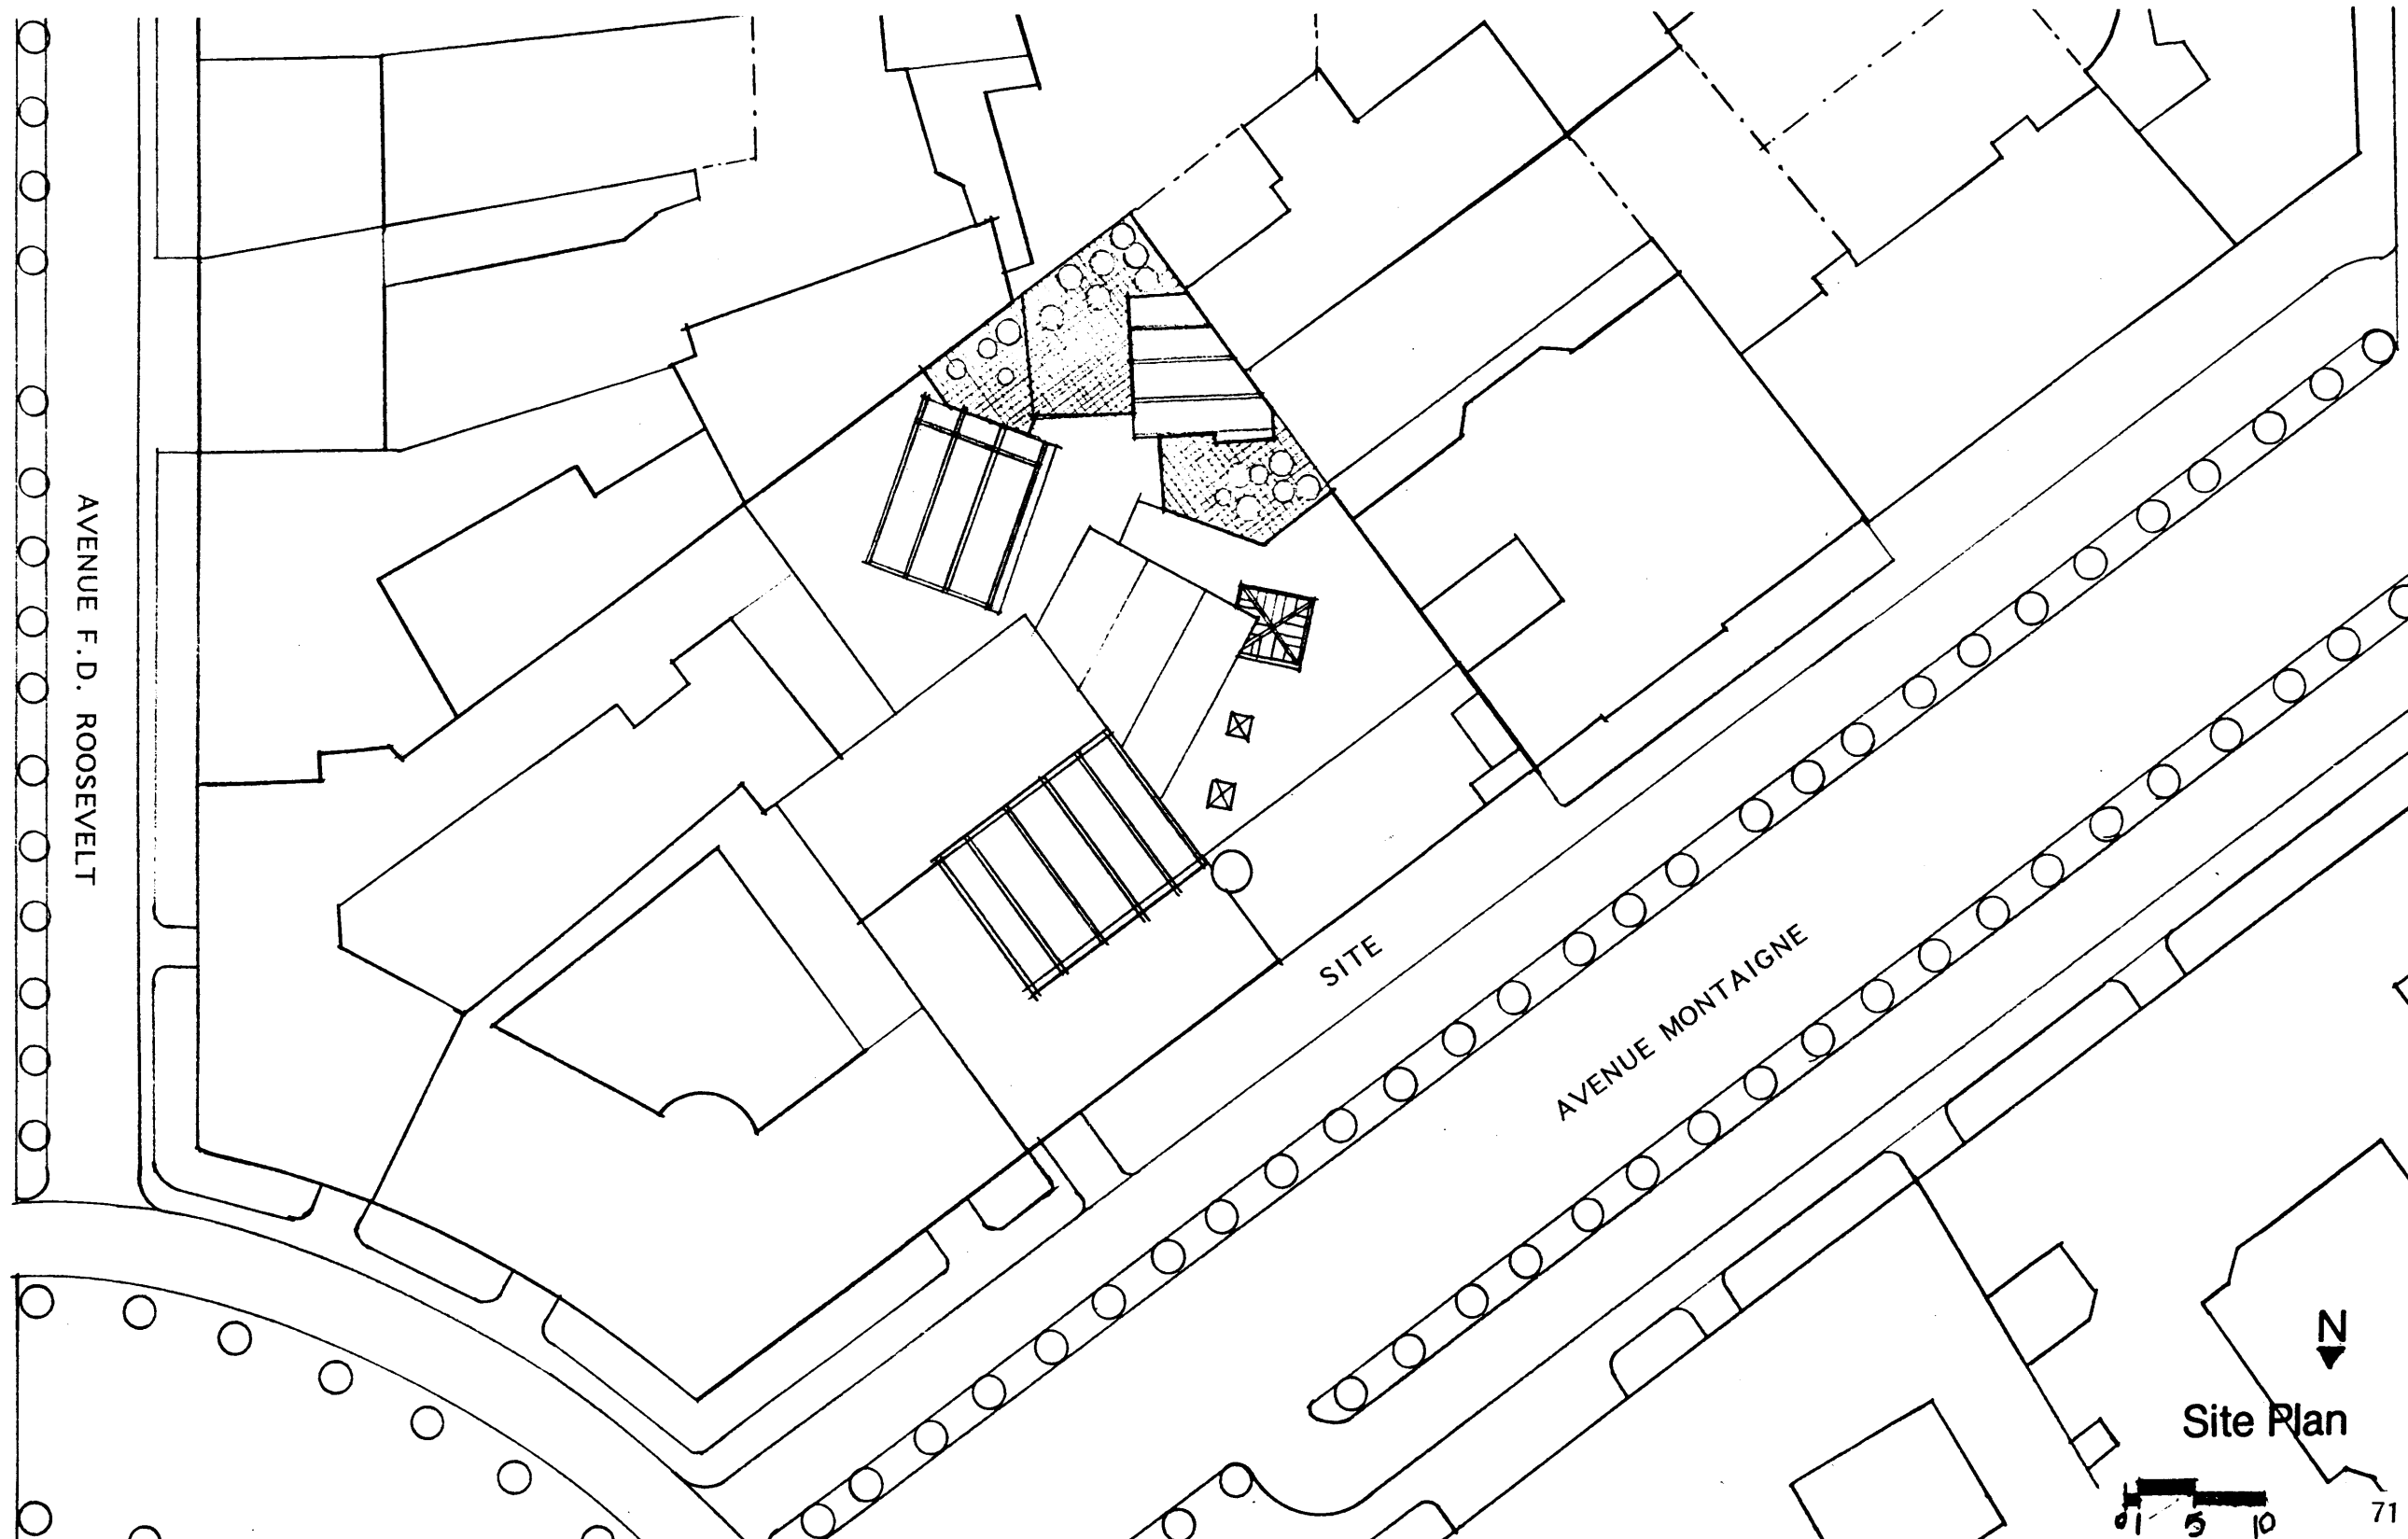 AVENUE F.D. ROOSEVELT
SITE
AVENUE MONTAIGNE
N
Site Plan
0 1 5 10
71